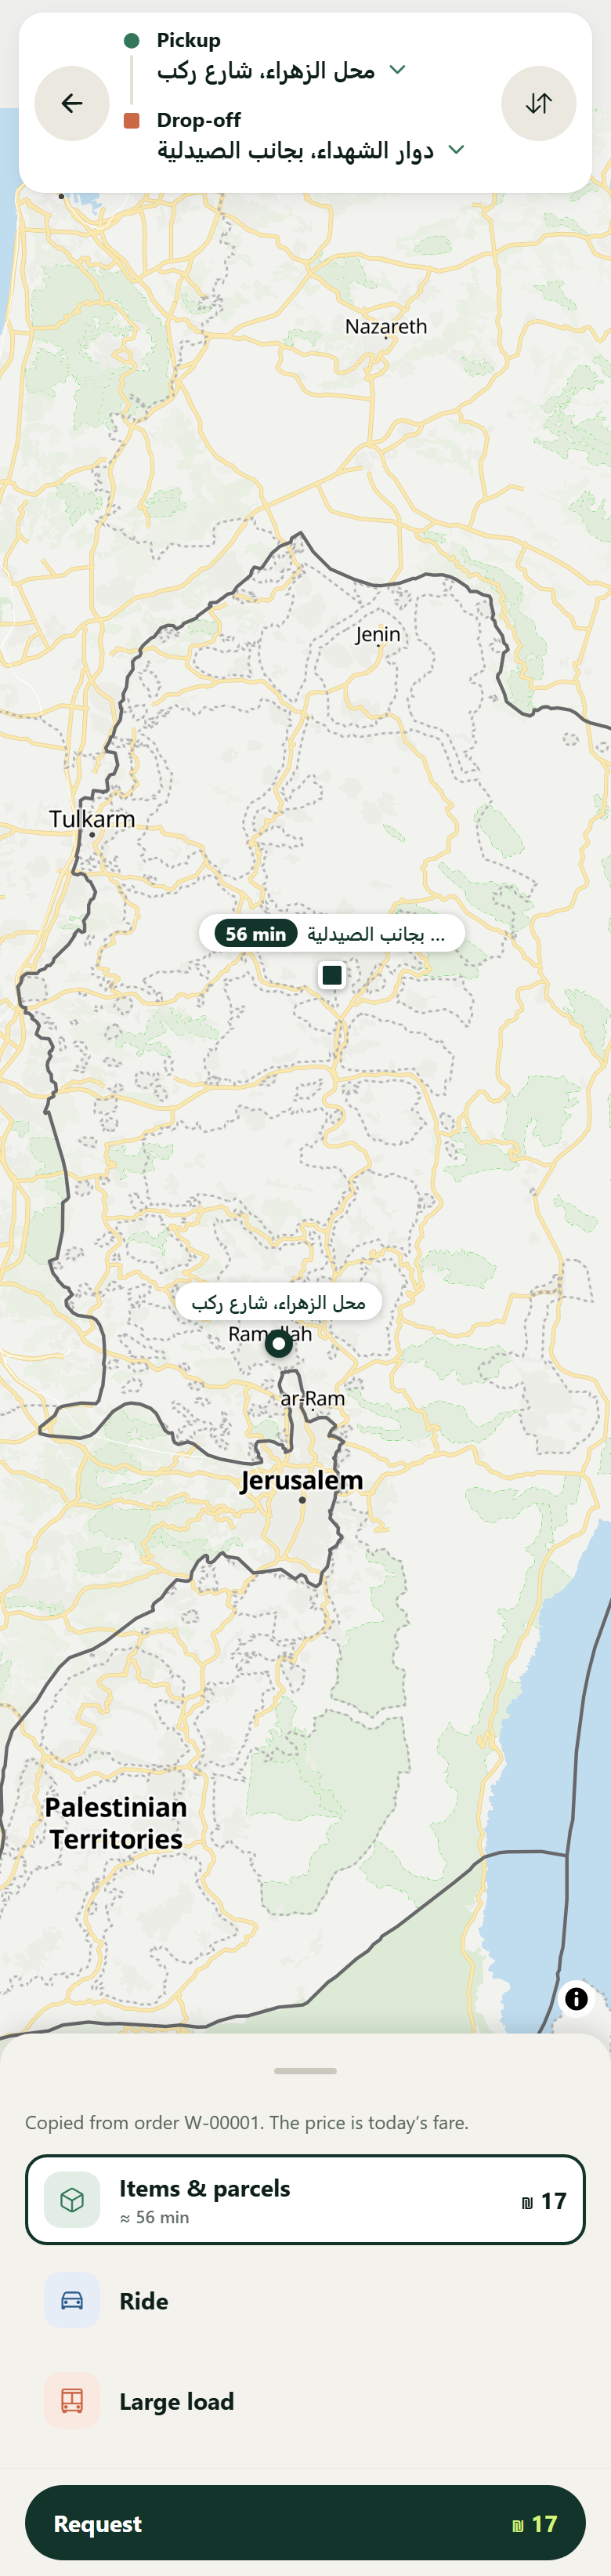 Pickup
محل الزهراء، شارع ركب
Drop-off
دوار الشهداء، بجانب الصيدلية
Nazareth
Jenin
Tulkarm
56 min بجانب الصيدلية ...
محل الزهراء، شارع ركب
Ramallah
ar-Ram
Jerusalem
Palestinian
Territories
Copied from order W-00001. The price is today’s fare.
Items & parcels
₪ 17
≈ 56 min
Ride
Large load
Request ₪ 17